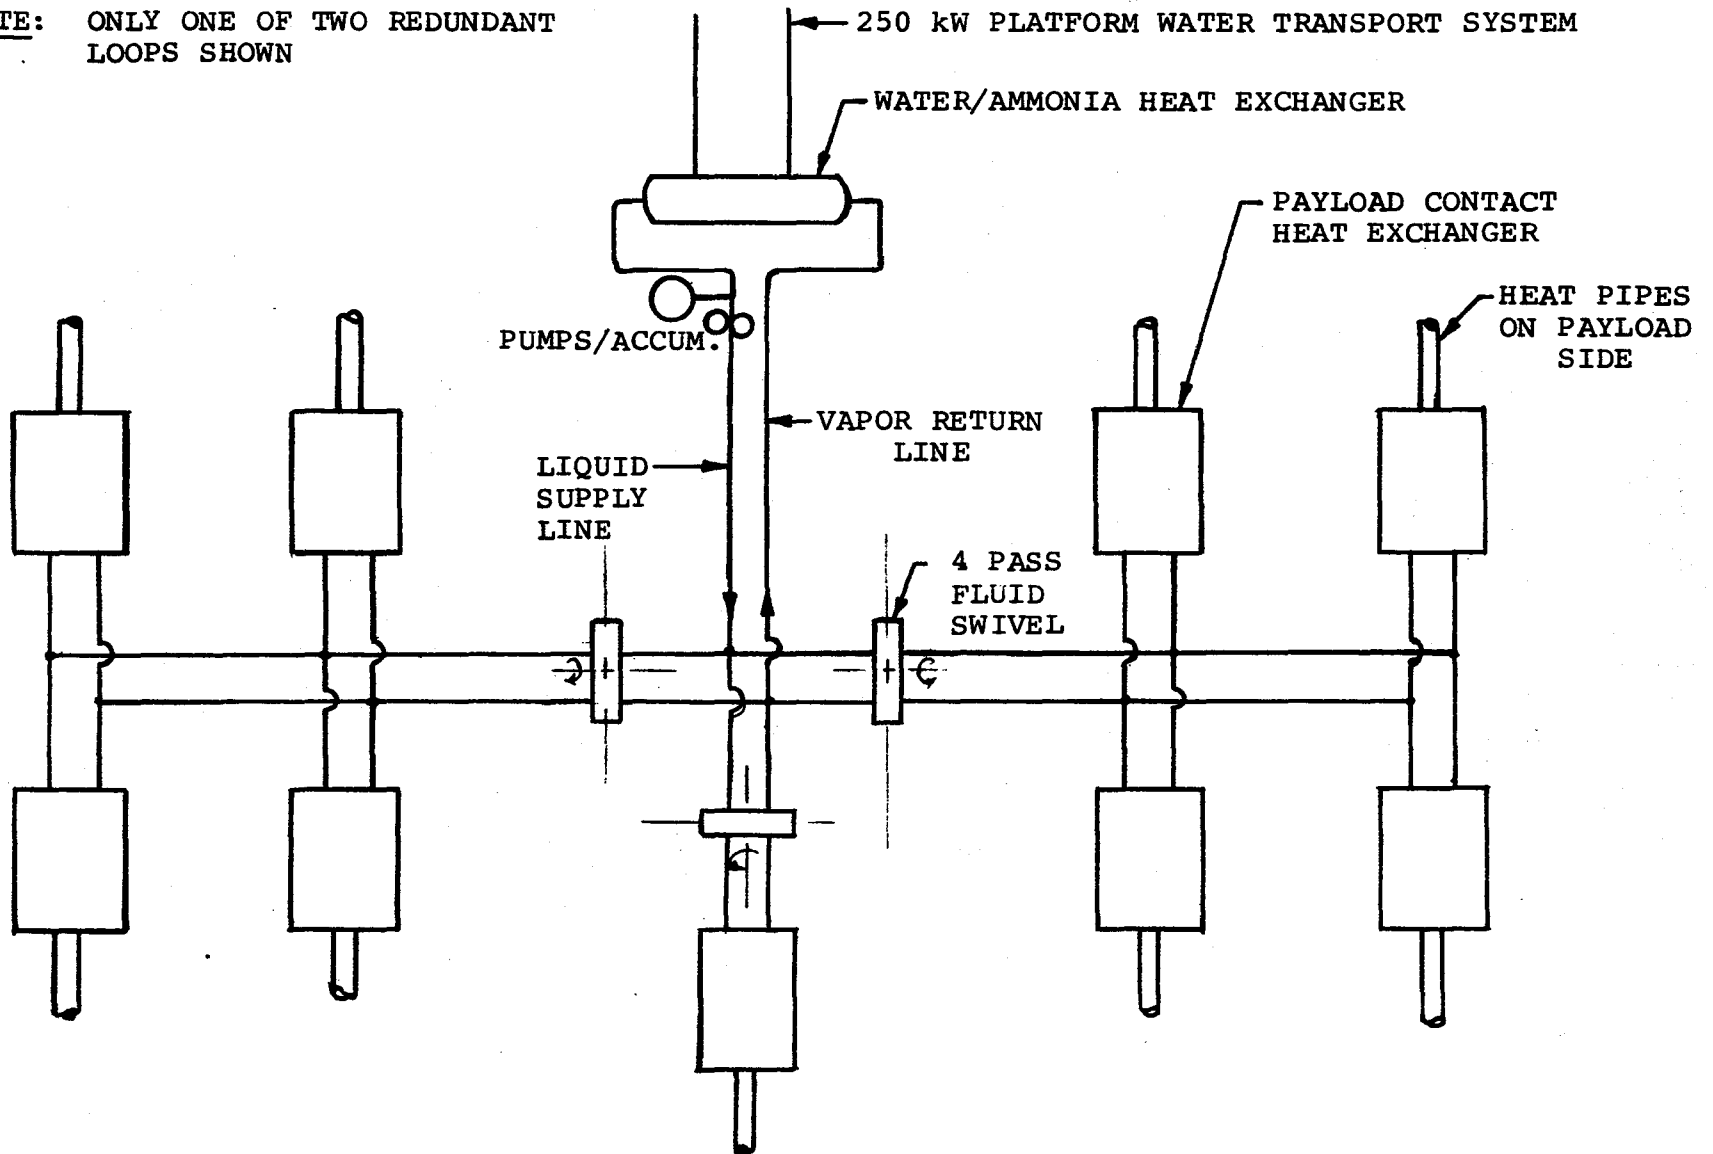 TE: ONLY ONE OF TWO REDUNDANT
LOOPS SHOWN
250 kW PLATFORM WATER TRANSPORT SYSTEM
WATER/AMMONIA HEAT EXCHANGER
PAYLOAD CONTACT
HEAT EXCHANGER
HEAT PIPES
ON PAYLOAD
SIDE
PUMPS/ACCUM.
VAPOR RETURN
LINE
LIQUID
SUPPLY
LINE
4 PASS
FLUID
SWIVEL